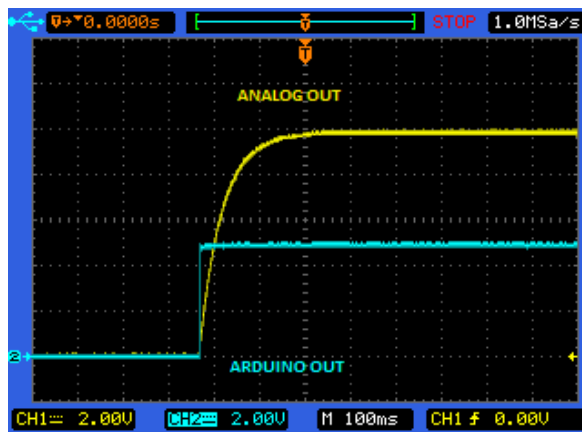 0.0000s STOP 1.0MSa/s
T
ANALOG OUT
2
ARDUINO OUT
CH1 2.00V CH2 2.00V M 100ms CH1 0.00V